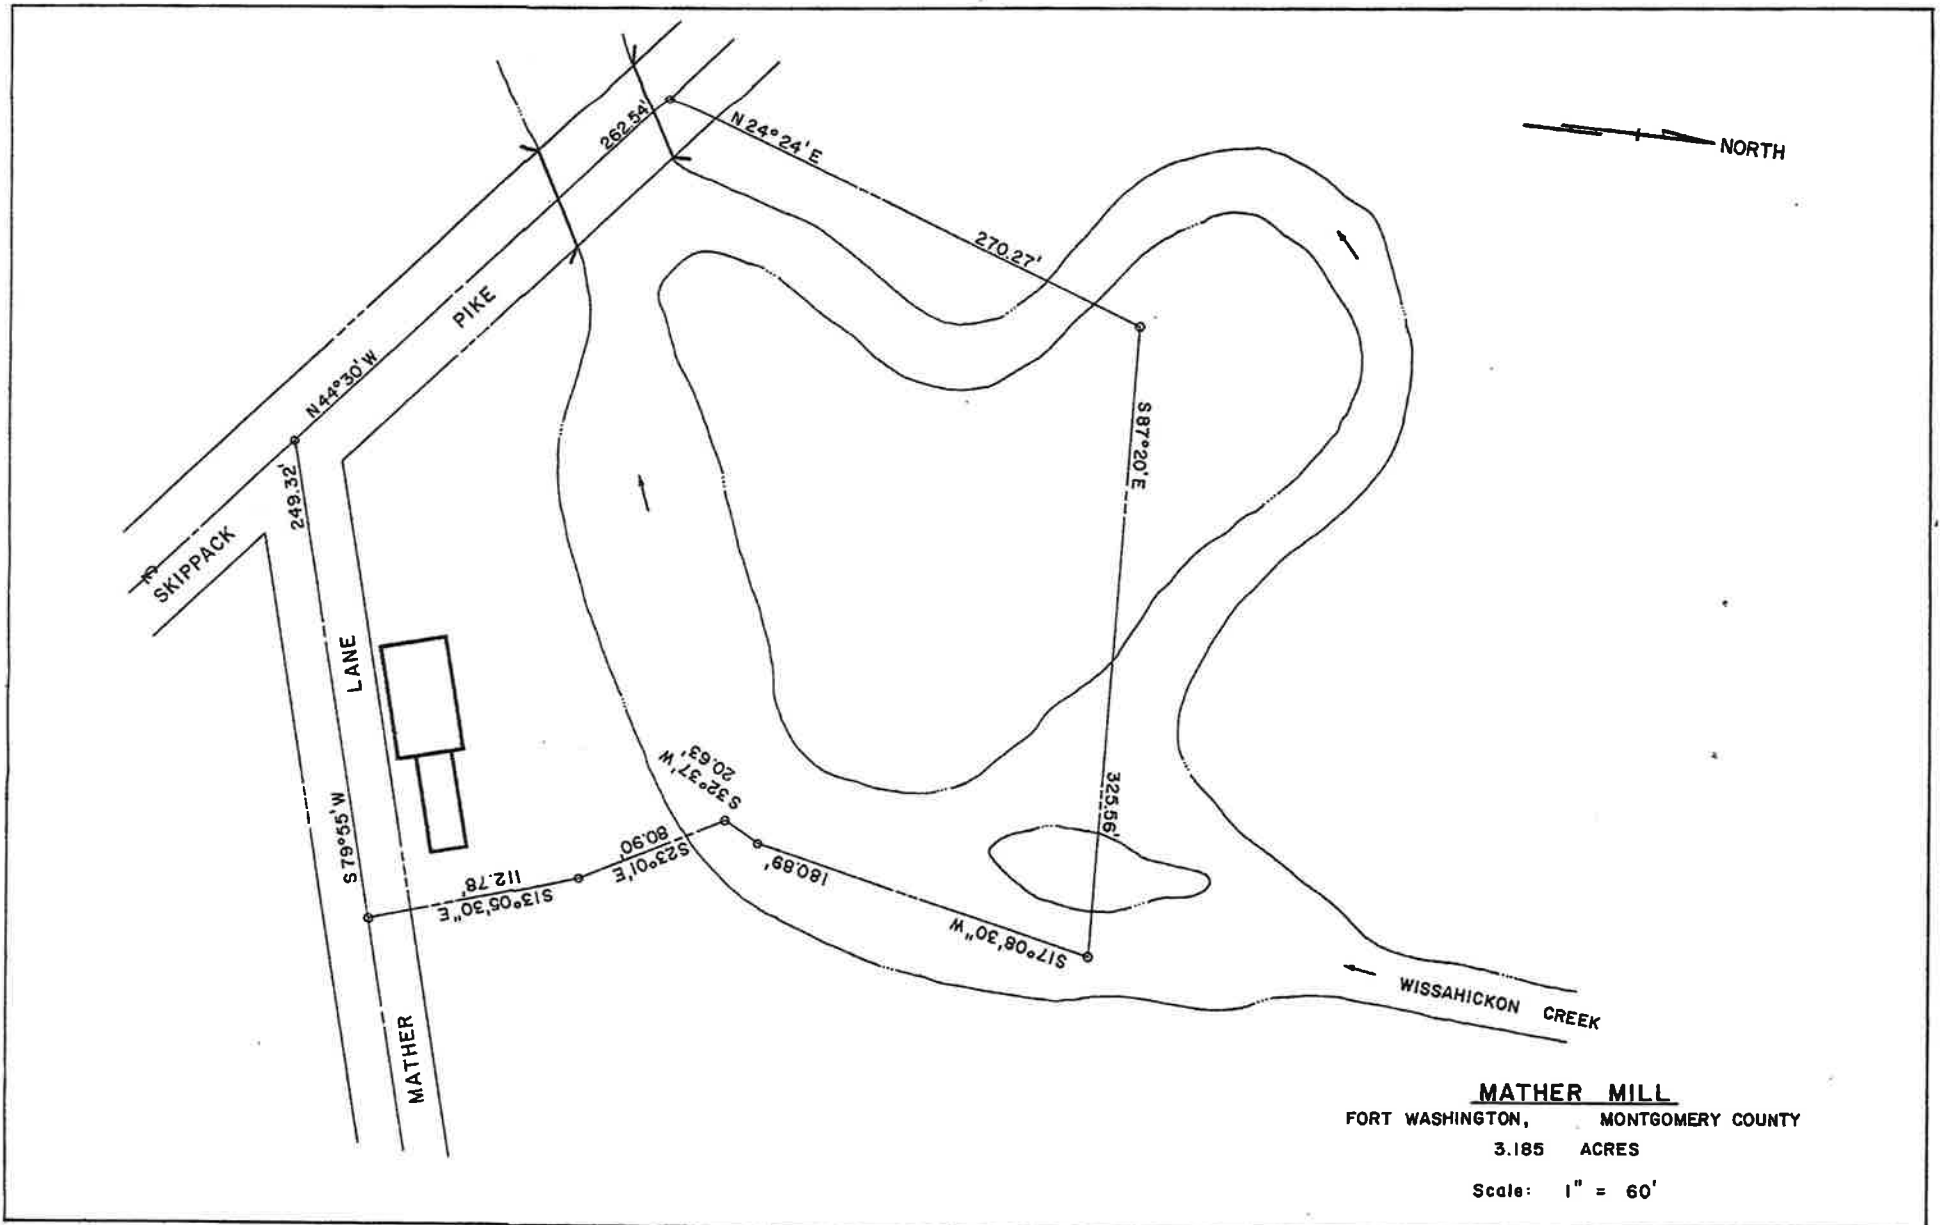 262.54'
N 24° 24' E
NORTH
270.27'
PIKE
N 44° 30' W
S 87° 20' E
249.32'
SKIPPACK
LANE
S 32° 37' W
20.63'
325.56'
S 79° 55' W
80.90'
S 23° 01' E
180.89'
112.78'
S 13° 05' 30" E
S 17° 08' 30" W
WISSAHICKON CREEK
MATHER
MATHER MILL
FORT WASHINGTON, MONTGOMERY COUNTY
3.185 ACRES
Scale: 1" = 60'